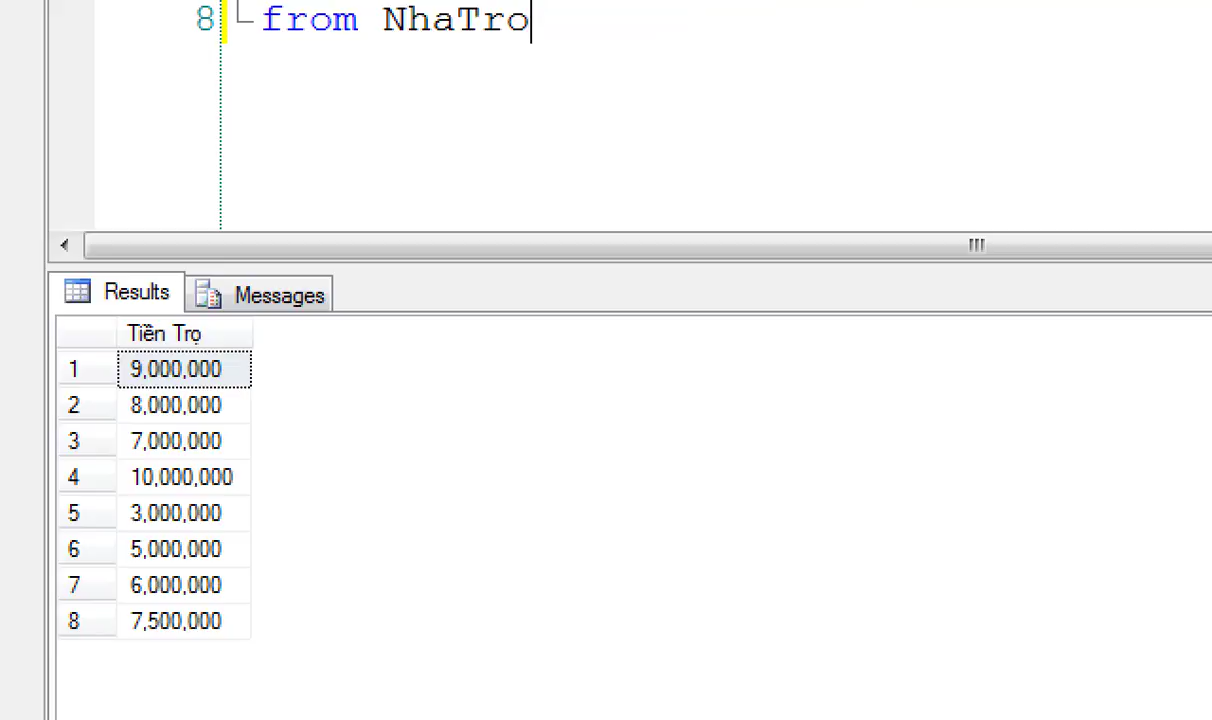 8 from NhaTro
Results Messages
Tiền Trọ
1 9,000,000
2 8,000,000
3 7,000,000
4 10,000,000
5 3,000,000
6 5,000,000
7 6,000,000
8 7,500,000